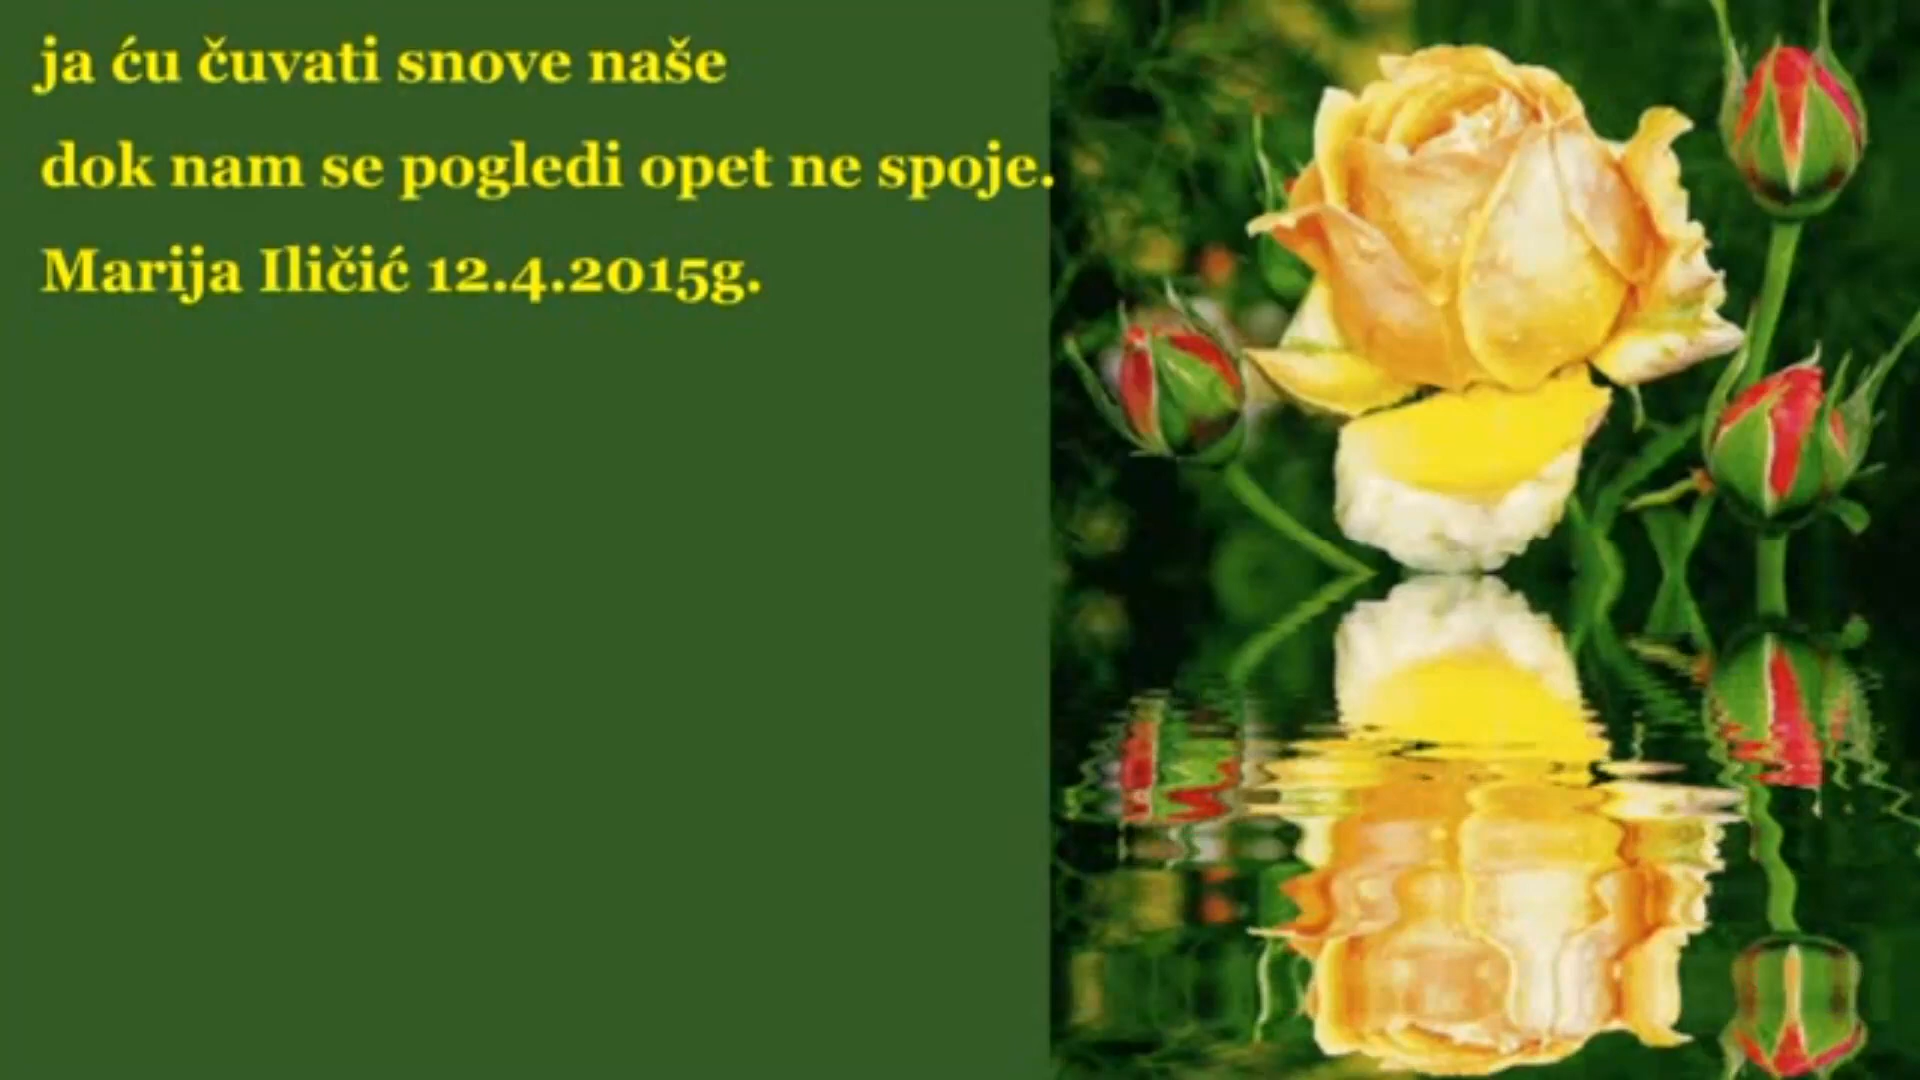 ja ću čuvati snove naše
dok nam se pogledi opet ne spoje.
Marija Iličić 12.4.2015g.